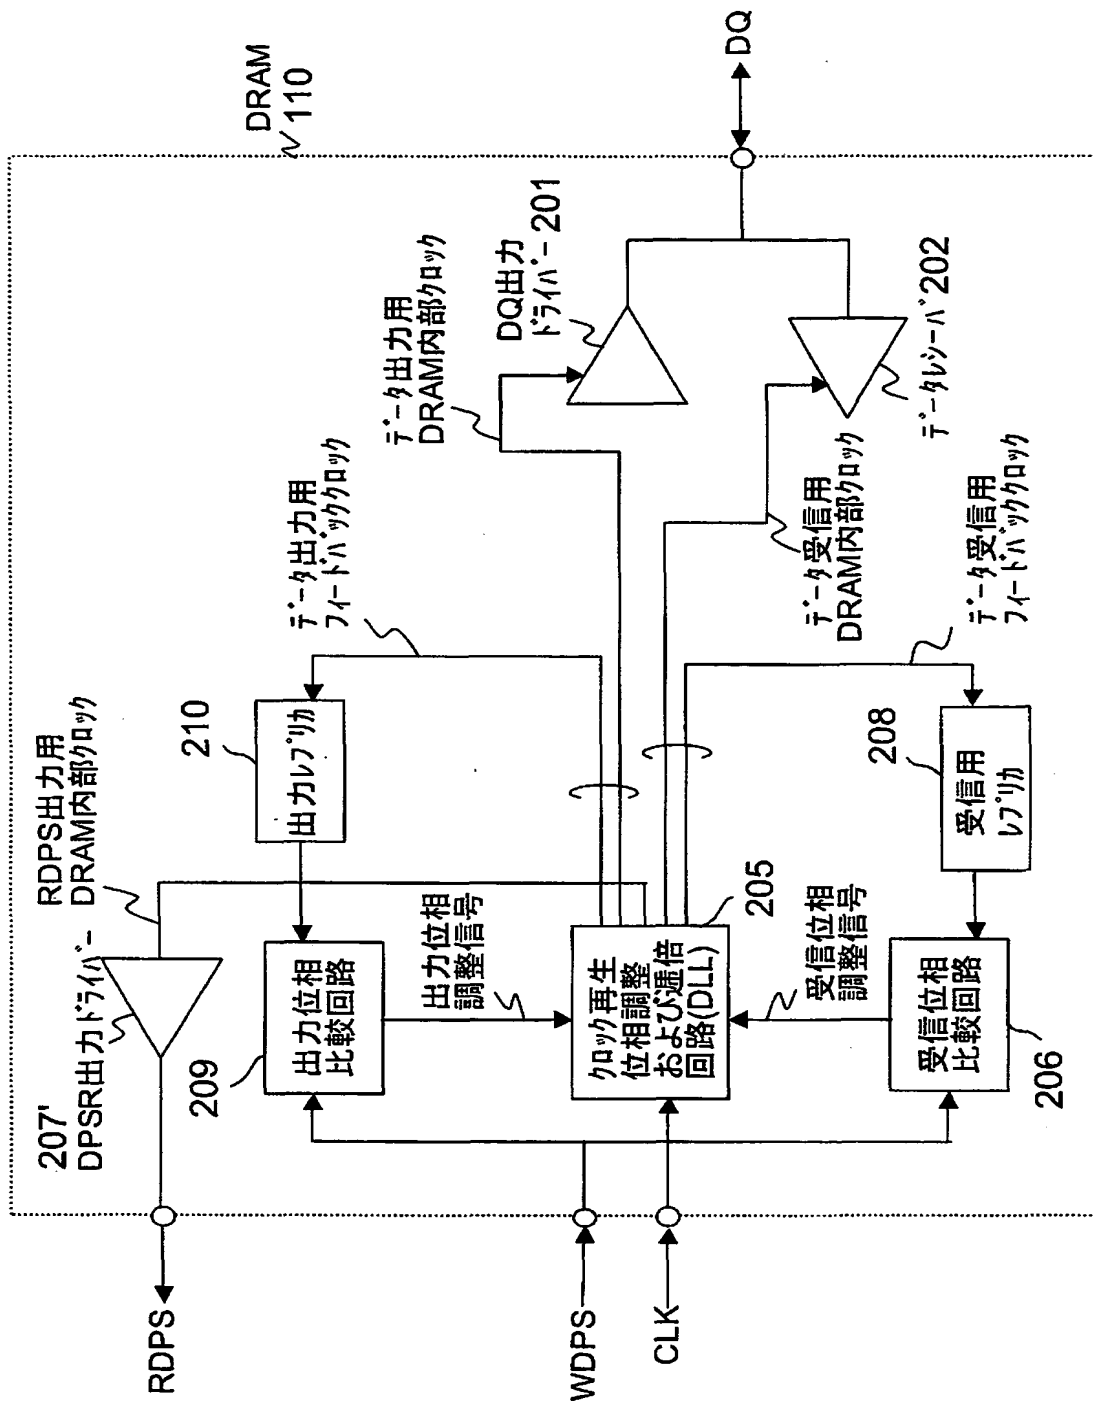 DRAM
110
DQ
RDPS出力用
DRAM内部クロック
207'
DPSR出力ドライバー
RDPS
210
出力レプリカ
データ出力用
フィードバッククロック
データ出力用
DRAM内部クロック
DQ出力
ドライバー201
209
出力位相
比較回路
出力位相
調整信号
WDPS
CLK
205
クロック再生
位相調整
および逓倍
回路(DLL)
データレシーバ202
データ受信用
DRAM内部クロック
データ受信用
フィードバッククロック
受信位相
調整信号
208
受信用
レプリカ
受信位相
比較回路
206